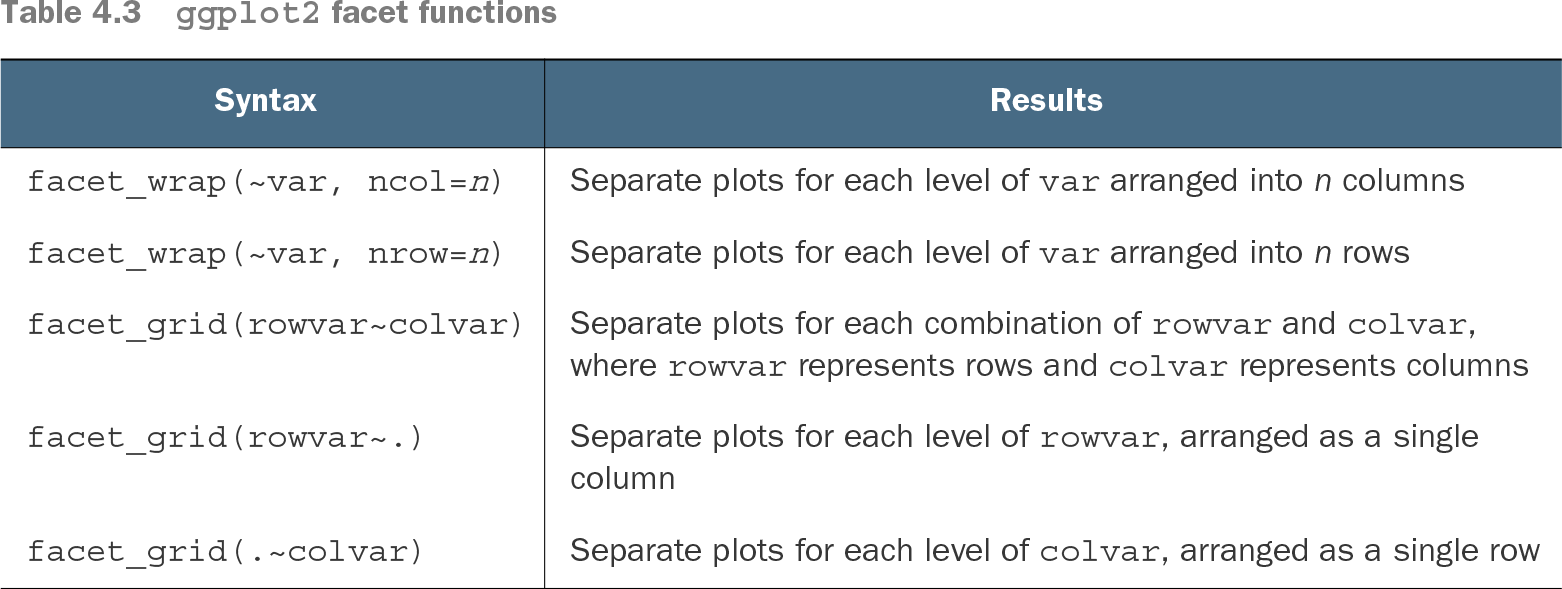 Table 4.3 ggplot2 facet functions
Syntax Results
facet_wrap(~var, ncol=n) Separate plots for each level of var arranged into n columns
facet_wrap(~var, nrow=n) Separate plots for each level of var arranged into n rows
facet_grid(rowvar~colvar) Separate plots for each combination of rowvar and colvar,
where rowvar represents rows and colvar represents columns
facet_grid(rowvar~.) Separate plots for each level of rowvar, arranged as a single
column
facet_grid(.~colvar) Separate plots for each level of colvar, arranged as a single row